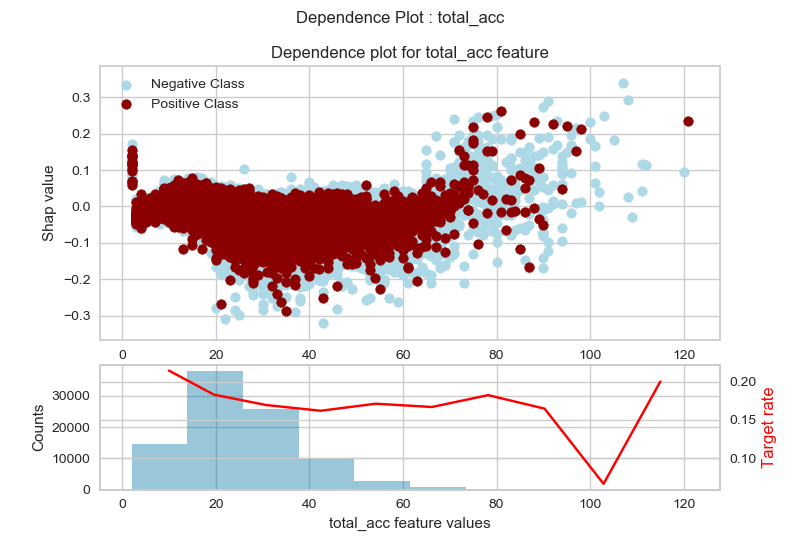 Dependence Plot : total_acc
Dependence plot for total_acc feature
Negative Class
Positive Class
Shap value
0.3
0.2
0.1
0.0
−0.1
−0.2
−0.3
0 20 40 60 80 100 120
Counts
30000
20000
10000
0
0.20
0.15
0.10
Target rate
0 20 40 60 80 100 120
total_acc feature values